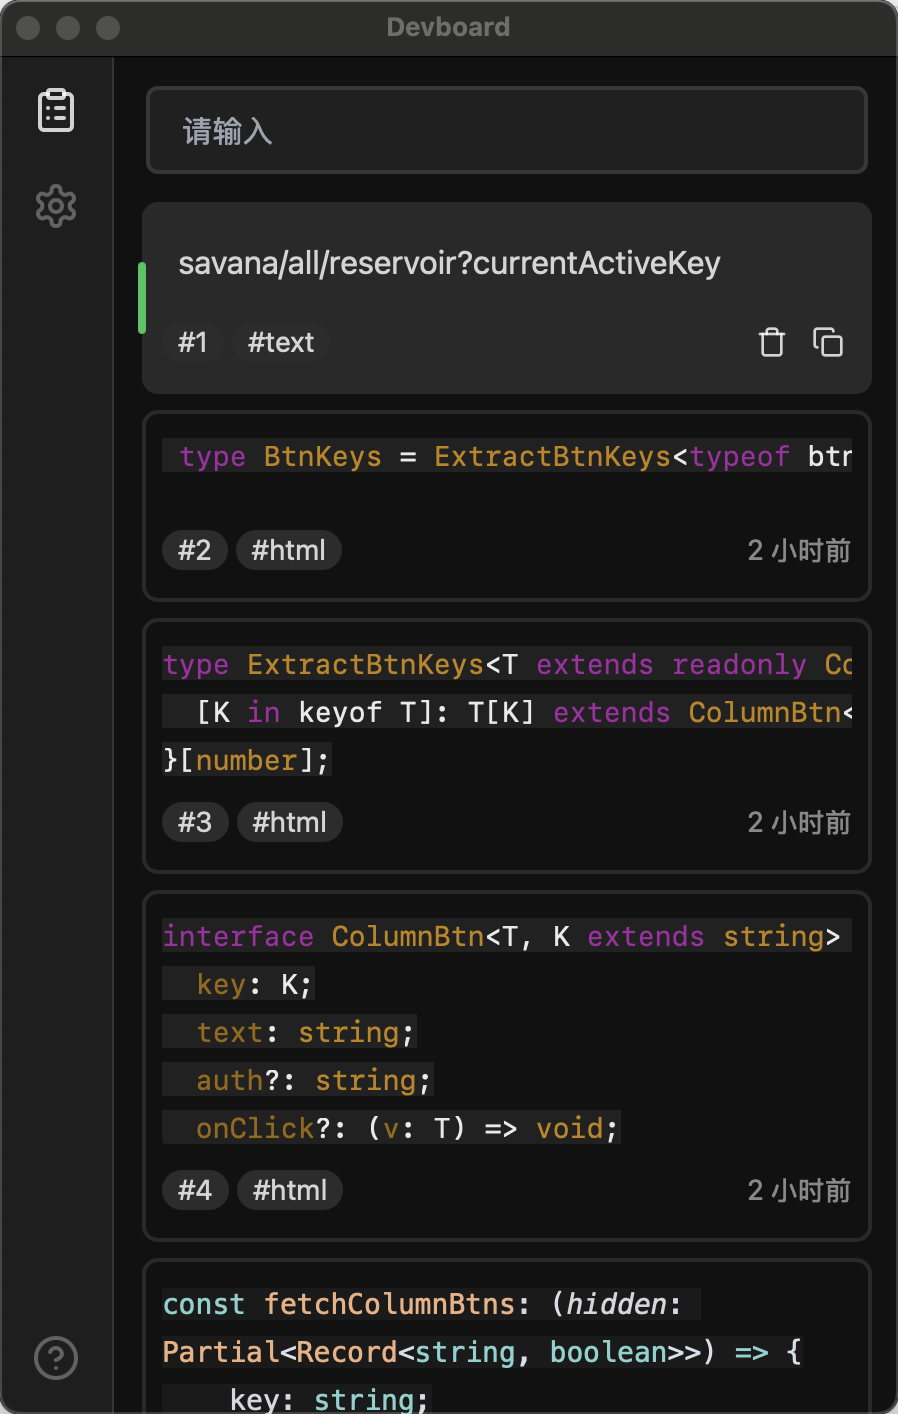 Devboard
请输入
savana/all/reservoir?currentActiveKey
#1 #text
type BtnKeys = ExtractBtnKeys<typeof btn
#2 #html 2 小时前
type ExtractBtnKeys<T extends readonly Co
[K in keyof T]: T[K] extends ColumnBtn<
}[number];
#3 #html 2 小时前
interface ColumnBtn<T, K extends string>
key: K;
text: string;
auth?: string;
onClick?: (v: T) => void;
#4 #html 2 小时前
const fetchColumnBtns: (hidden:
Partial<Record<string, boolean>>) => {
key: string;